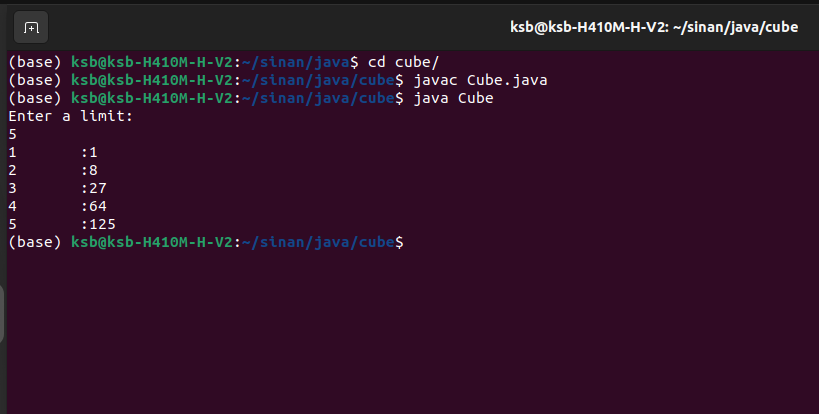 ksb@ksb-H410M-H-V2: ~/sinan/java/cube
(base) ksb@ksb-H410M-H-V2:~/sinan/java$ cd cube/
(base) ksb@ksb-H410M-H-V2:~/sinan/java/cube$ javac Cube.java
(base) ksb@ksb-H410M-H-V2:~/sinan/java/cube$ java Cube
Enter a limit:
5
1       :1
2       :8
3       :27
4       :64
5       :125
(base) ksb@ksb-H410M-H-V2:~/sinan/java/cube$